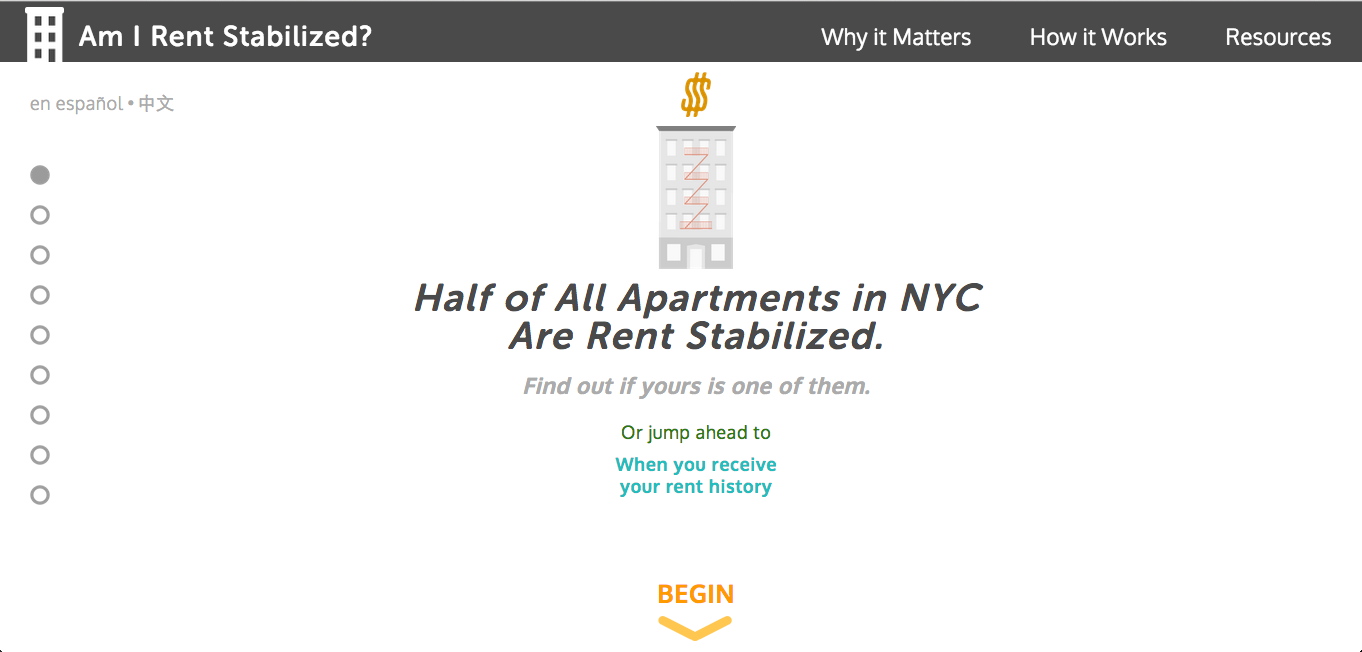 Am I Rent Stabilized?
Why it Matters
How it Works
Resources
en español • 中文
$$$
Half of All Apartments in NYC
Are Rent Stabilized.
Find out if yours is one of them.
Or jump ahead to
When you receive
your rent history
BEGIN